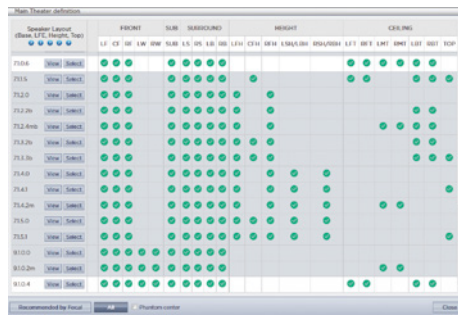 Main Theater definition
Speaker Layout
(Base, LFE, Height, Top)
FRONT SUB SURROUND HEIGHT CEILING
LF CF RF LW RW SUB LS RS LB RB LFH CFH RFH LSH/LBH RSH/RBH LFT RFT LMT RMT LBT RBT TOP
7.1.0.6 View Select
7.1.1.5 View Select
7.1.2.0 View Select
7.1.2.2b View Select
7.1.2.4mb View Select
7.1.3.2b View Select
7.1.3.3b View Select
7.1.4.0 View Select
7.1.4.1 View Select
7.1.4.2m View Select
7.1.5.0 View Select
7.1.5.1 View Select
9.1.0.0 View Select
9.1.0.2m View Select
9.1.0.4 View Select
Recommended by Focal All Phantom center Close